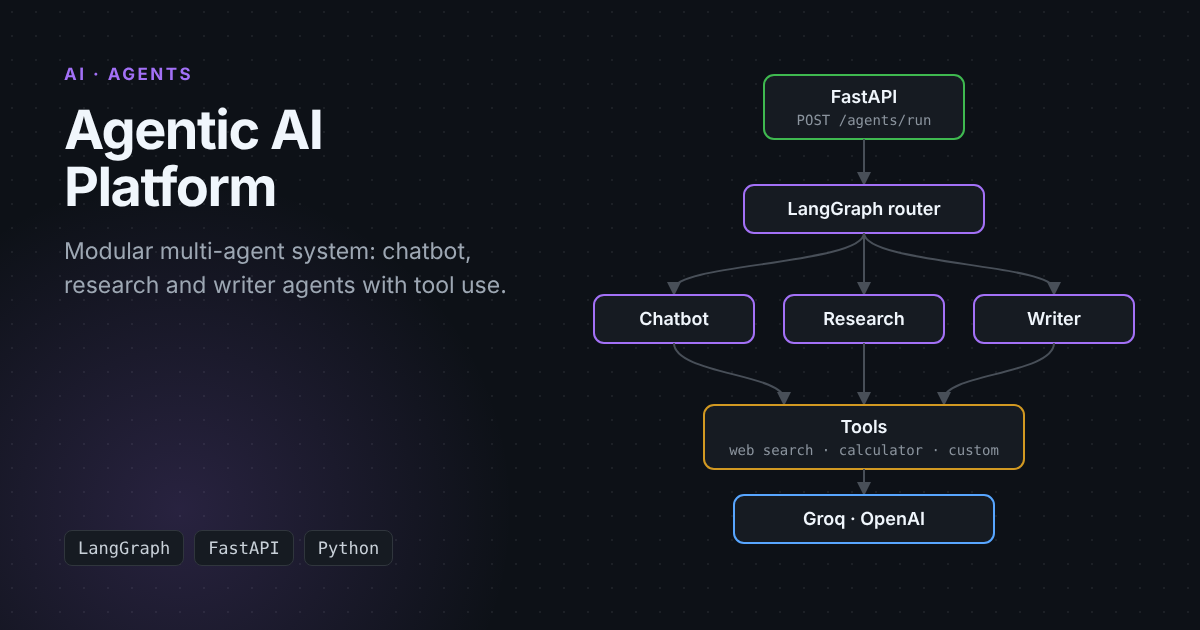 AI · AGENTS
Agentic AI
Platform
Modular multi-agent system: chatbot,
research and writer agents with tool use.
LangGraph
FastAPI
Python
FastAPI
POST /agents/run
LangGraph router
Chatbot
Research
Writer
Tools
web search · calculator · custom
Groq · OpenAI